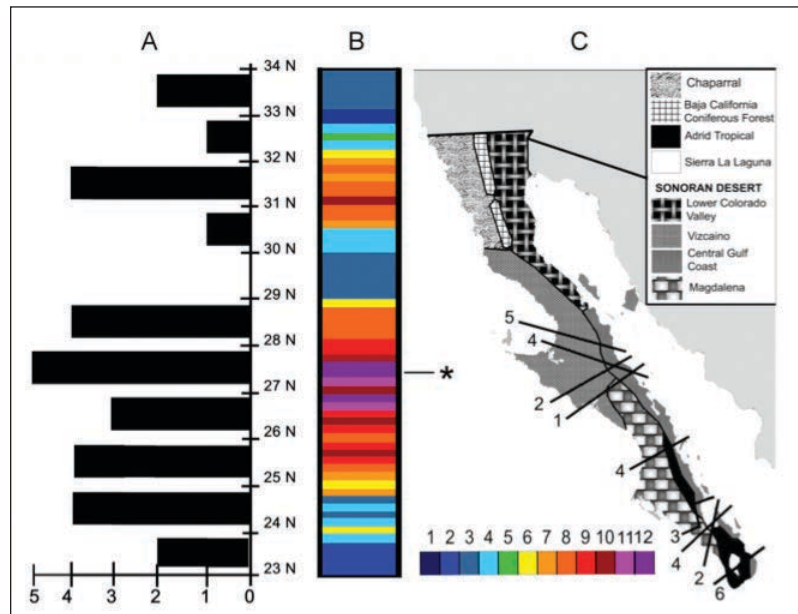 A B C
34 N
33 N
32 N
31 N
30 N
29 N
28 N
27 N
26 N
25 N
24 N
23 N
5 4 3 2 1 0
*
1 2 3 4 5 6 7 8 9 10 11 12
Chaparral
Baja California
Coniferous Forest
Adrid Tropical
Sierra La Laguna
SONORAN DESERT
Lower Colorado
Valley
Vizcaino
Central Gulf
Coast
Magdalena
5
4
2
1
4
3
4
2
6